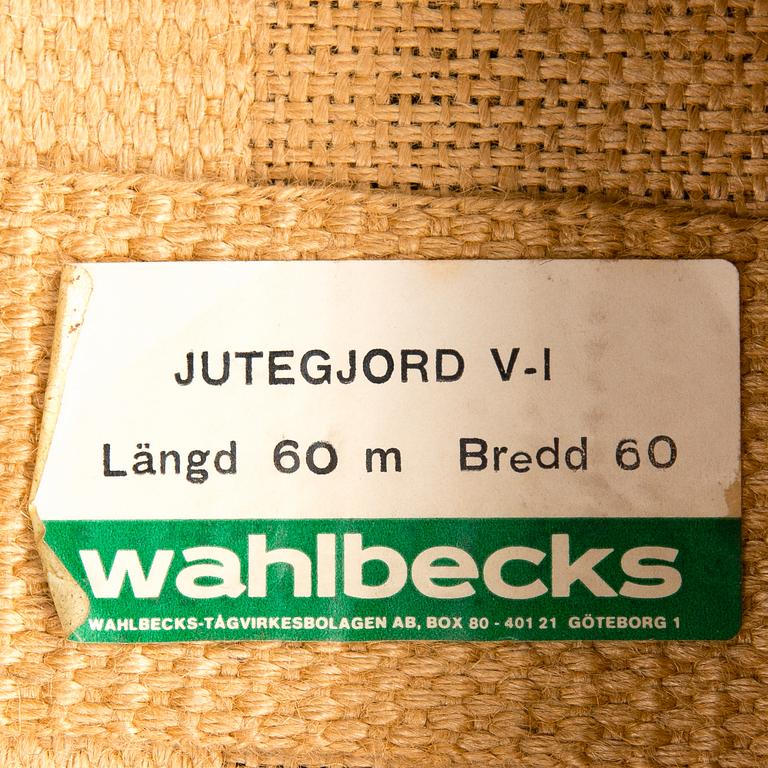 JUTEGJORD V-I
Längd 60 m Bredd 60
wahlbecks
WAHLBECKS-TÅGVIRKESBOLAGEN AB, BOX 80 - 401 21 GÖTEBORG 1